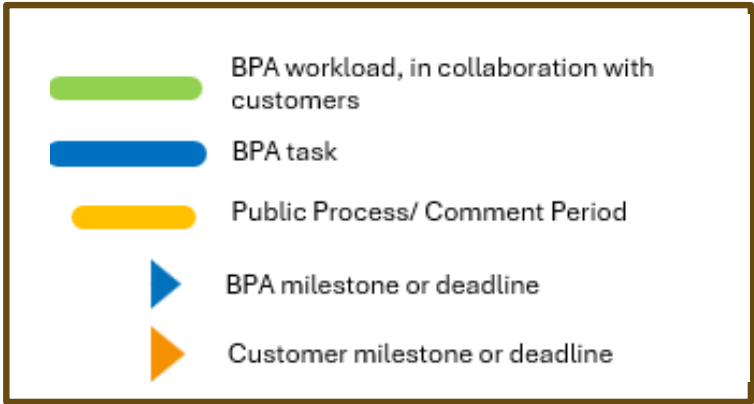 BPA workload, in collaboration with
customers
BPA task
Public Process/ Comment Period
BPA milestone or deadline
Customer milestone or deadline